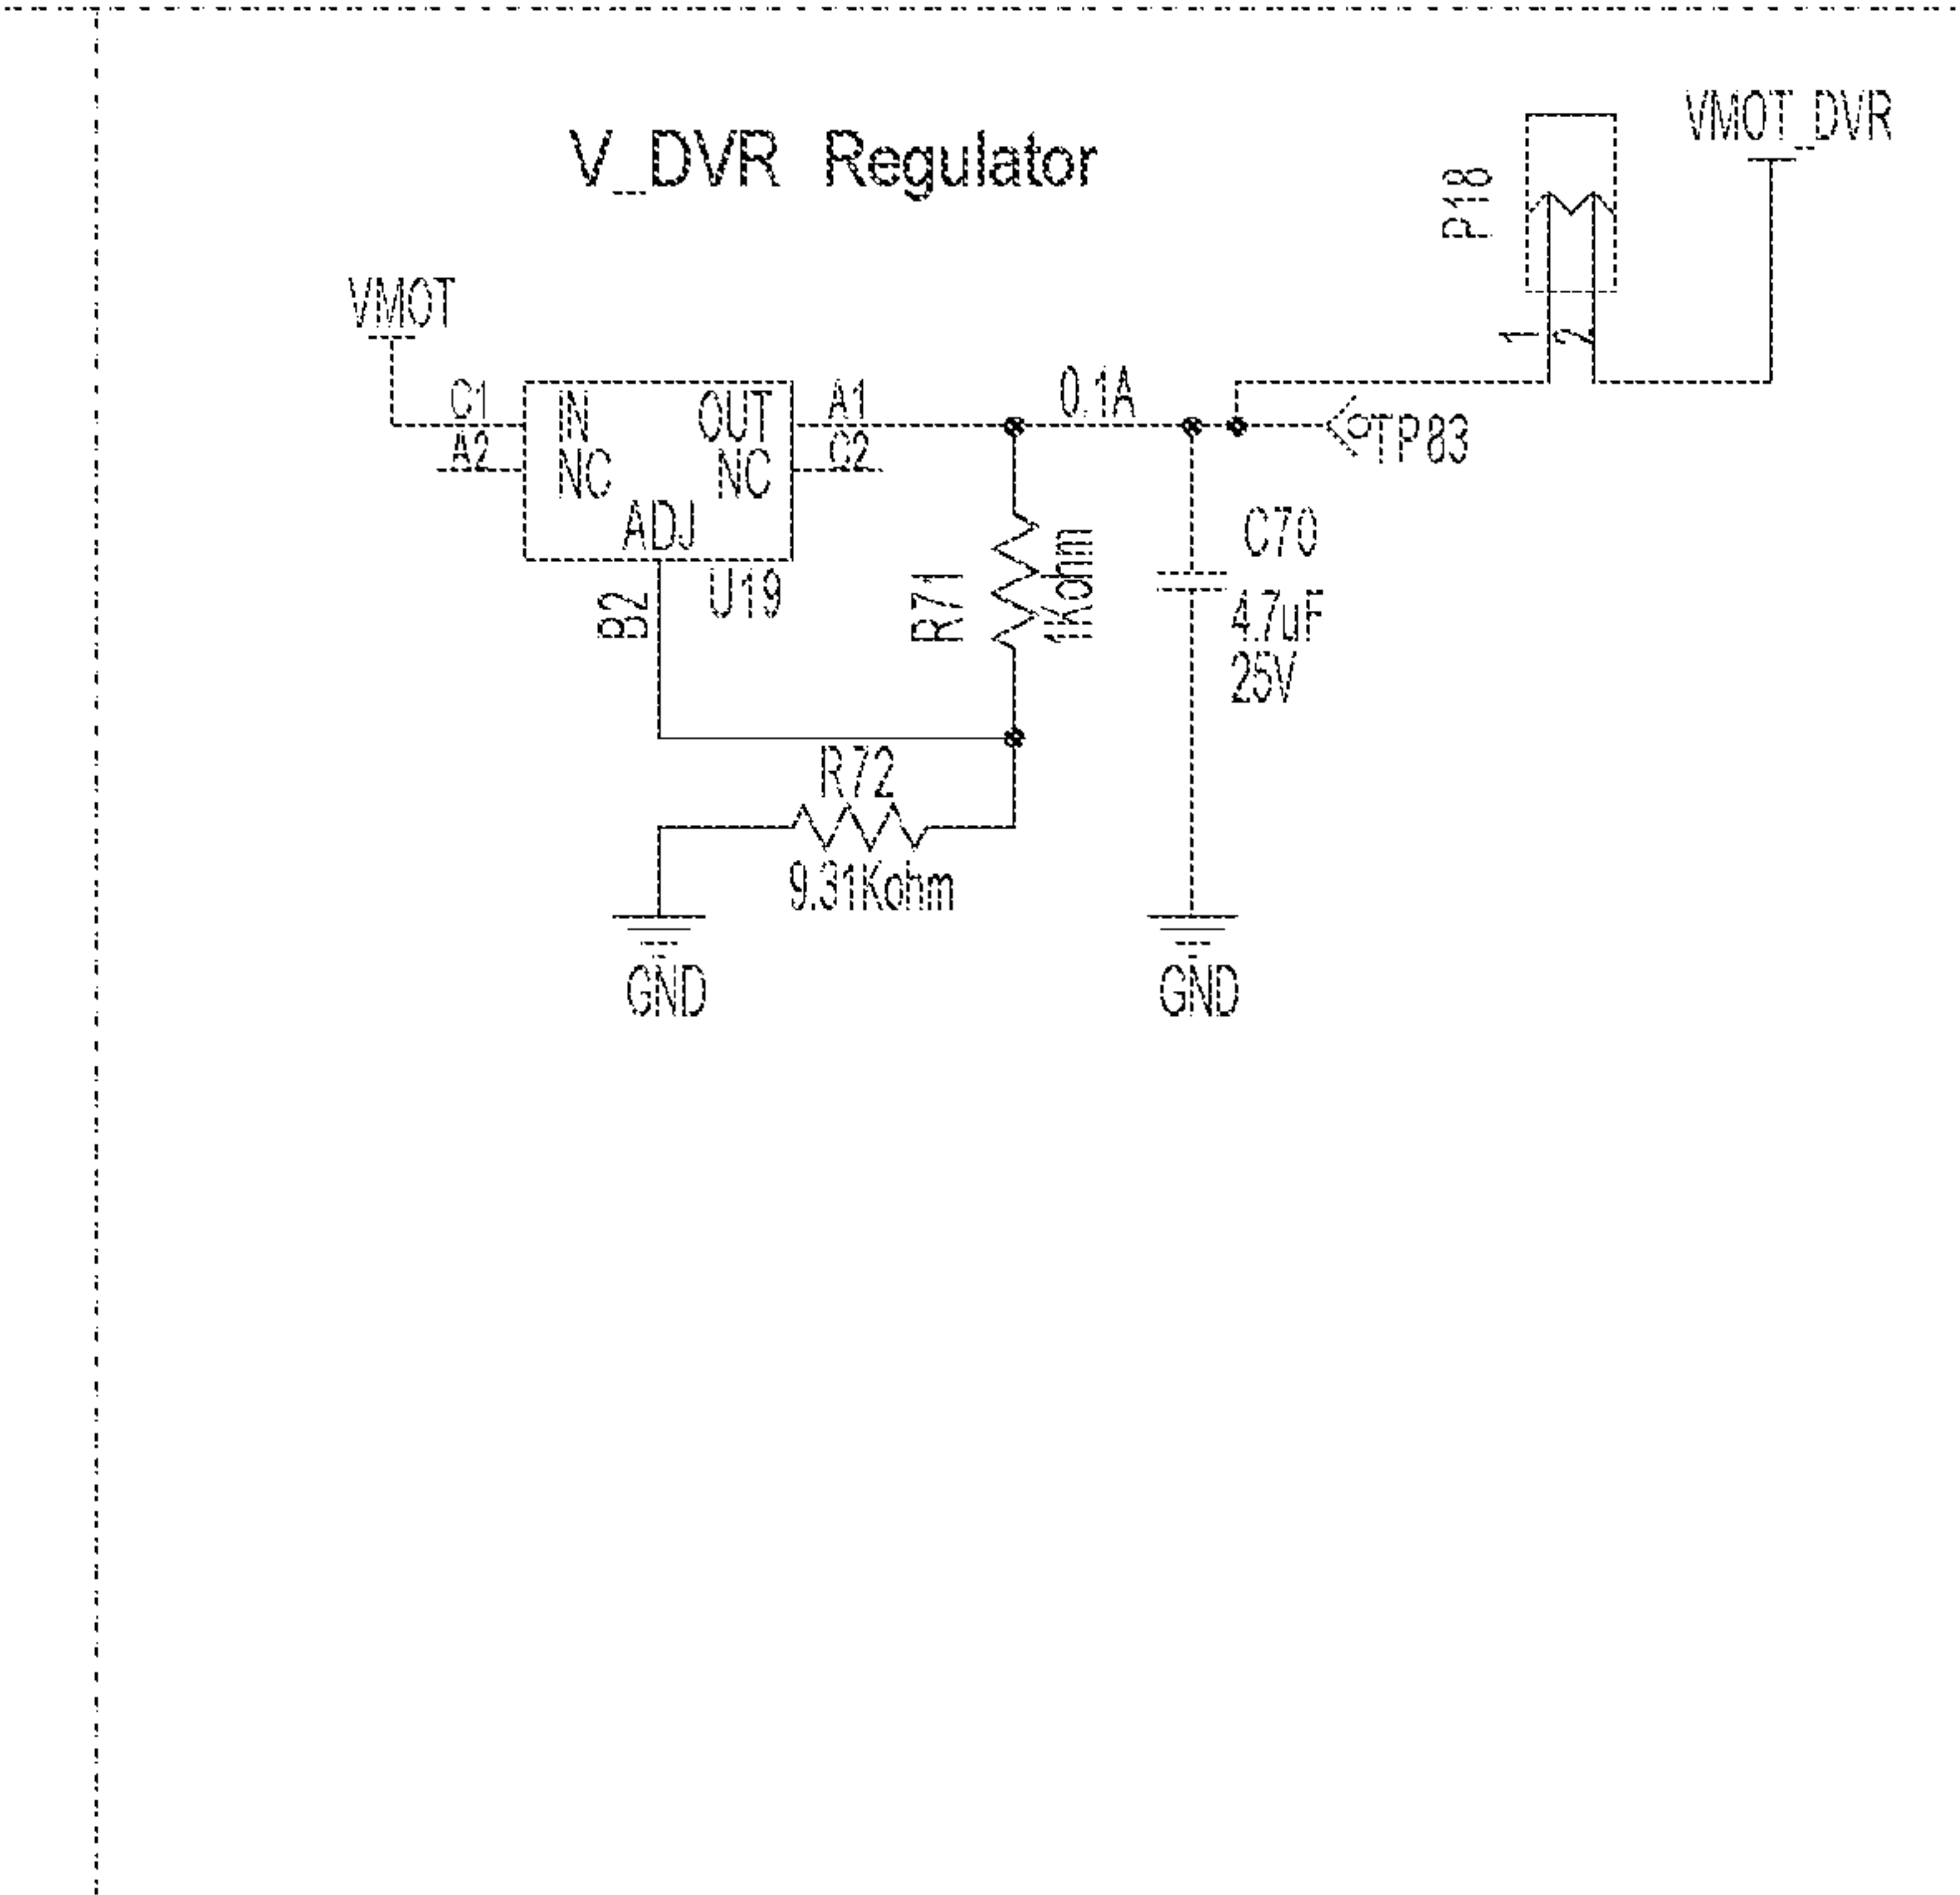 V_DVR Regulator
VMOT_DVR
P18
1
2
VMOT
C1
A2
IN
NC
OUT
NC
ADJ
A1
C2
0.1A
TP83
B2
U19
R71
1Kohm
C70
4.7uF
25V
R72
9.31Kohm
GND
GND